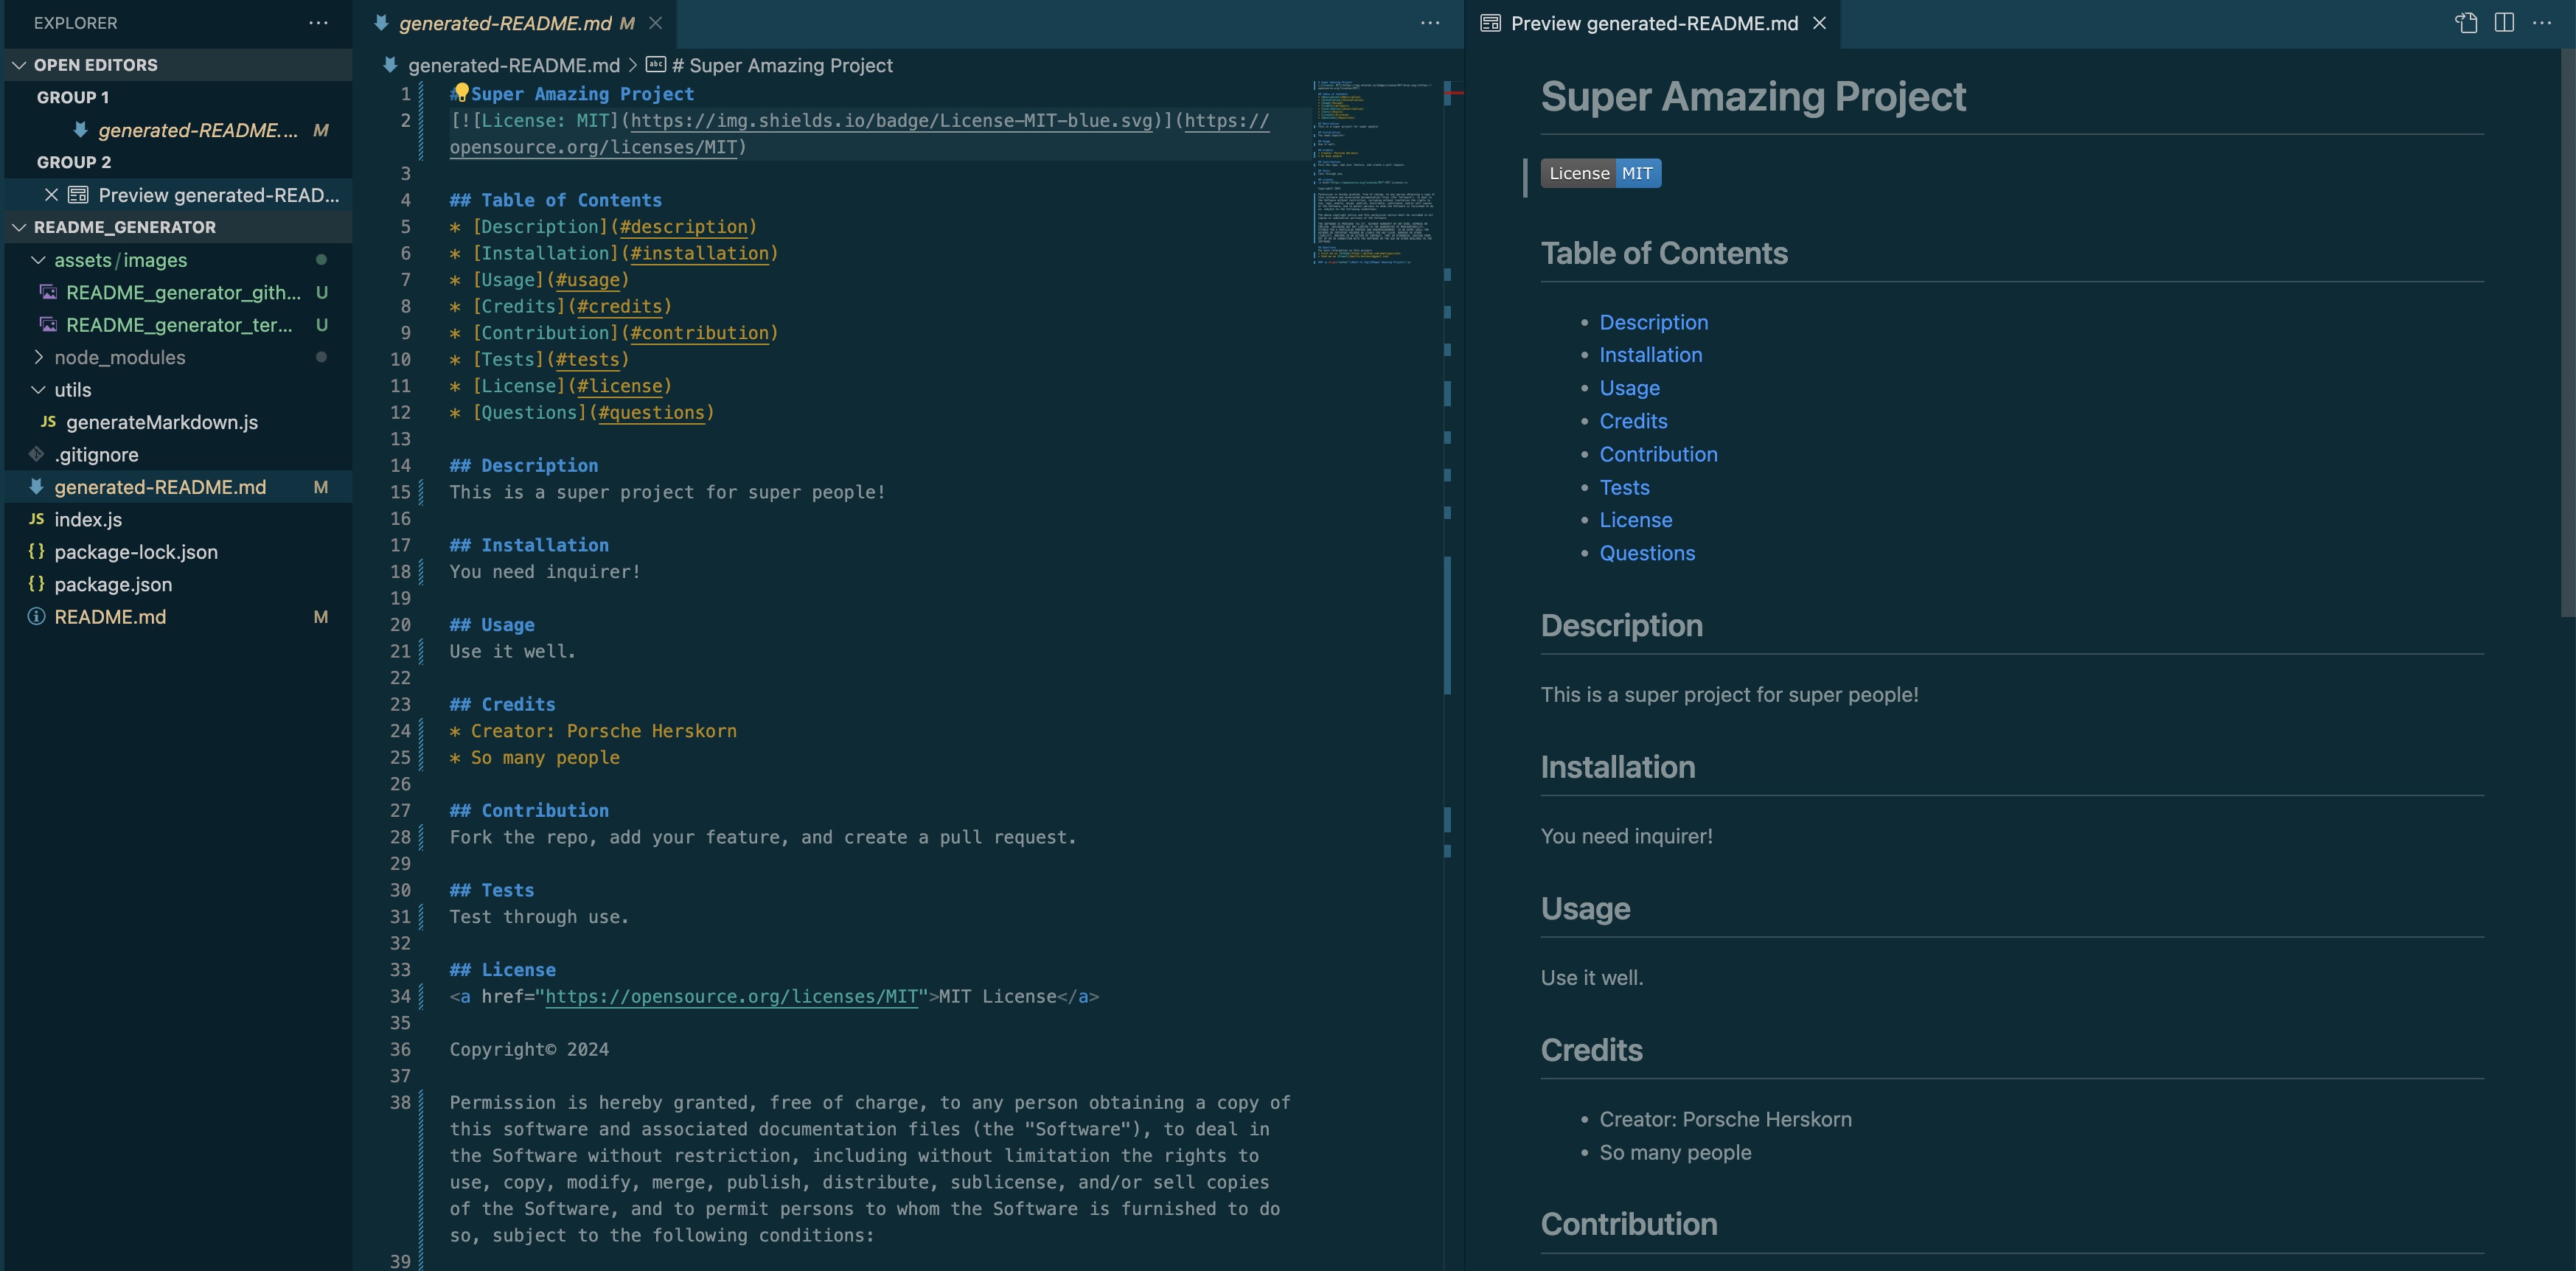 EXPLORER
OPEN EDITORS
GROUP 1
generated-README.... M
GROUP 2
Preview generated-READ...
README_GENERATOR
assets/images
README_generator_gith... U
README_generator_ter... U
node_modules
utils
JS generateMarkdown.js
.gitignore
generated-README.md M
JS index.js
{} package-lock.json
{} package.json
README.md M
generated-README.md M
generated-README.md > abc # Super Amazing Project
1 # Super Amazing Project
2 [![License: MIT](https://img.shields.io/badge/License-MIT-blue.svg)](https://
opensource.org/licenses/MIT)
3
4 ## Table of Contents
5 * [Description](#description)
6 * [Installation](#installation)
7 * [Usage](#usage)
8 * [Credits](#credits)
9 * [Contribution](#contribution)
10 * [Tests](#tests)
11 * [License](#license)
12 * [Questions](#questions)
13
14 ## Description
15 This is a super project for super people!
16
17 ## Installation
18 You need inquirer!
19
20 ## Usage
21 Use it well.
22
23 ## Credits
24 * Creator: Porsche Herskorn
25 * So many people
26
27 ## Contribution
28 Fork the repo, add your feature, and create a pull request.
29
30 ## Tests
31 Test through use.
32
33 ## License
34 <a href="https://opensource.org/licenses/MIT">MIT License</a>
35
36 Copyright© 2024
37
38 Permission is hereby granted, free of charge, to any person obtaining a copy of
this software and associated documentation files (the "Software"), to deal in
the Software without restriction, including without limitation the rights to
use, copy, modify, merge, publish, distribute, sublicense, and/or sell copies
of the Software, and to permit persons to whom the Software is furnished to do
so, subject to the following conditions:
39
Preview generated-README.md
Super Amazing Project
License MIT
Table of Contents
• Description
• Installation
• Usage
• Credits
• Contribution
• Tests
• License
• Questions
Description
This is a super project for super people!
Installation
You need inquirer!
Usage
Use it well.
Credits
• Creator: Porsche Herskorn
• So many people
Contribution